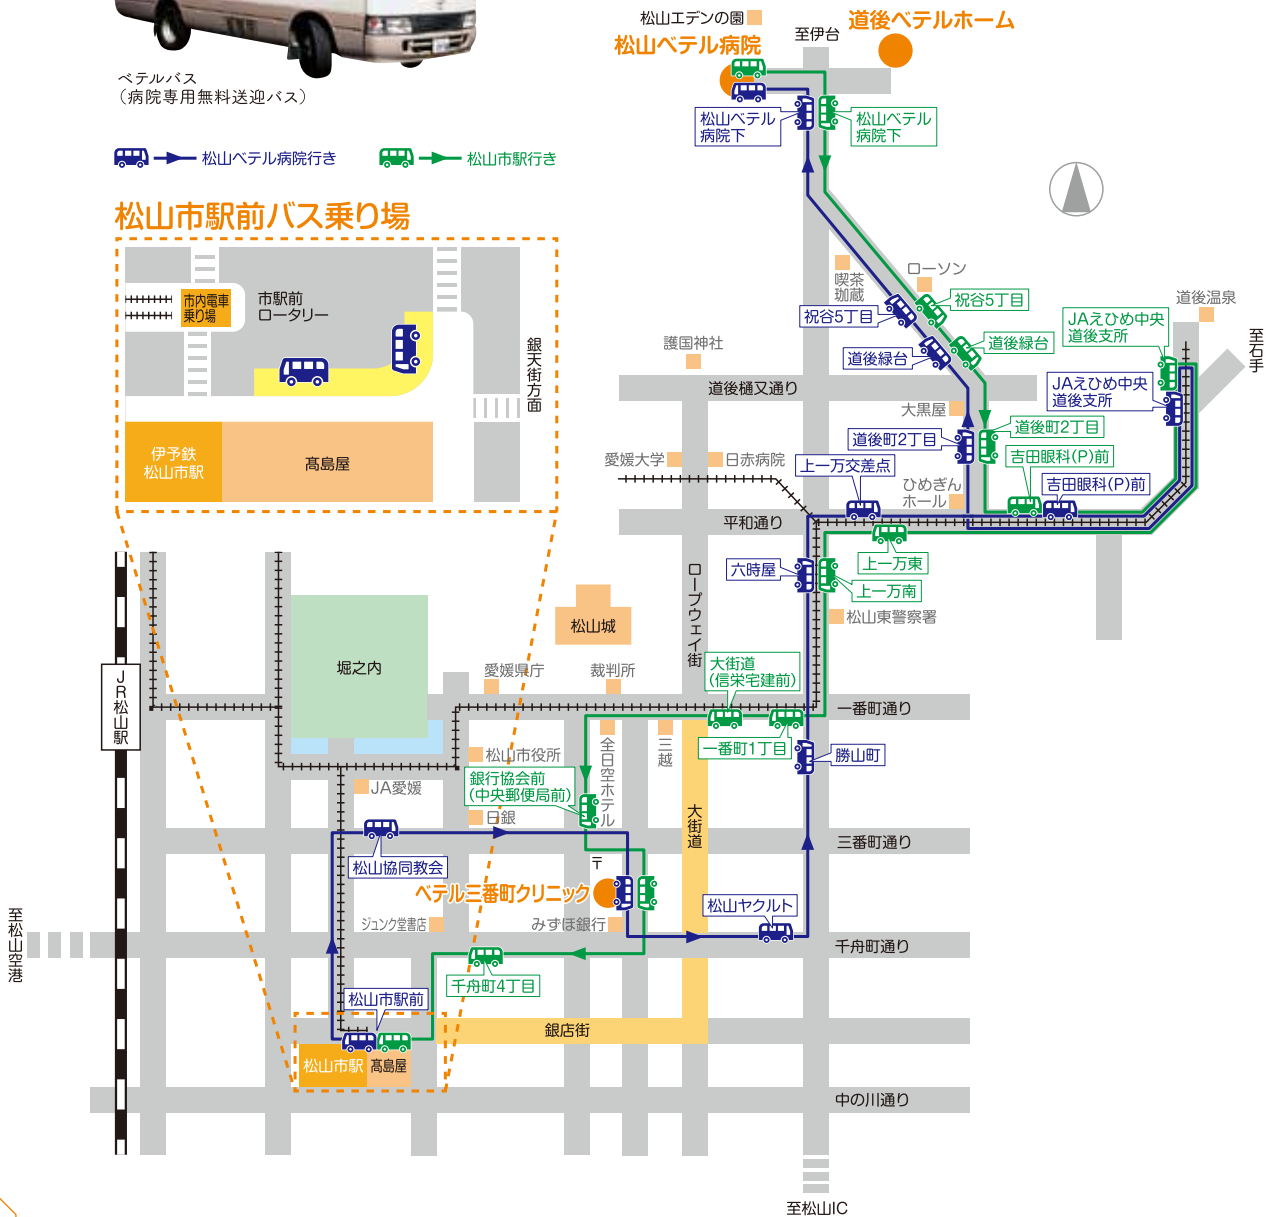 松山エデンの園
道後ベテルホーム
松山ベテル病院
至伊台
ベテルバス
（病院専用無料送迎バス）
松山ベテル
病院下
松山ベテル
病院下
松山ベテル病院行き
松山市駅行き
松山市駅前バス乗り場
市内電車
乗り場
市駅前
ロータリー
銀天街方面
伊予鉄
松山市駅
髙島屋
喫茶
珈蔵
ローソン
祝谷5丁目
祝谷5丁目
道後温泉
至石手
JAえひめ中央
道後支所
護国神社
道後緑台
道後緑台
道後樋又通り
JAえひめ中央
道後支所
大黒屋
道後町2丁目
道後町2丁目
愛媛大学
日赤病院
上一万交差点
吉田眼科(P)前
吉田眼科(P)前
ひめぎん
ホール
平和通り
上一万東
六時屋
上一万南
ロープウェイ街
松山東警察署
松山城
堀之内
JR松山駅
愛媛県庁
裁判所
大街道
(信栄宅建前)
一番町通り
一番町1丁目
松山市役所
全日空ホテル
三越
勝山町
銀行協会前
(中央郵便局前)
JA愛媛
日銀
大街道
三番町通り
松山協同教会
〒
ベテル三番町クリニック
松山ヤクルト
ジュンク堂書店
みずほ銀行
至松山空港
千舟町通り
千舟町4丁目
松山市駅前
銀店街
松山市駅
髙島屋
中の川通り
至松山IC